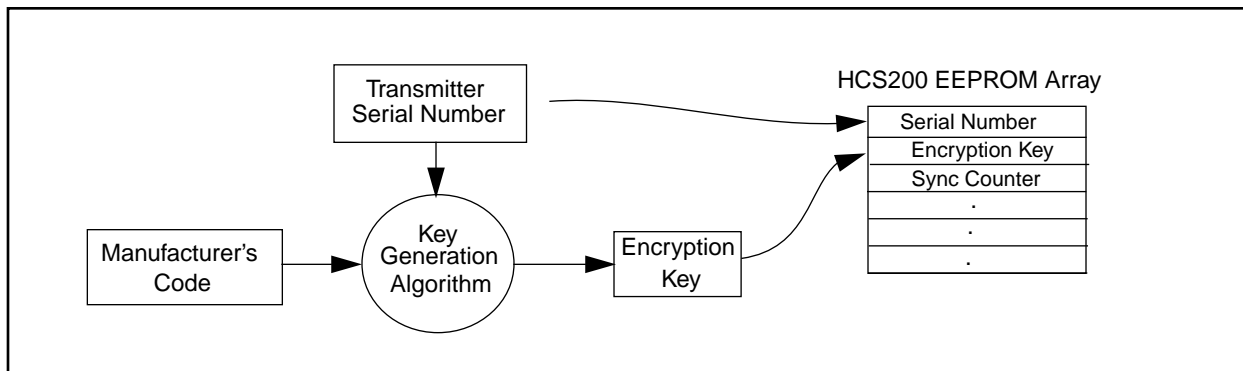 Transmitter
Serial Number
HCS200 EEPROM Array
Serial Number
Encryption Key
Sync Counter
.
.
.
Manufacturer's
Code
Key
Generation
Algorithm
Encryption
Key